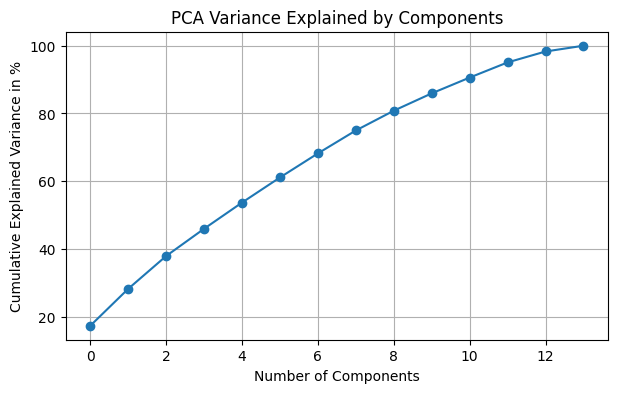 PCA Variance Explained by Components
Cumulative Explained Variance in %
100
80
60
40
20
0 2 4 6 8 10 12
Number of Components